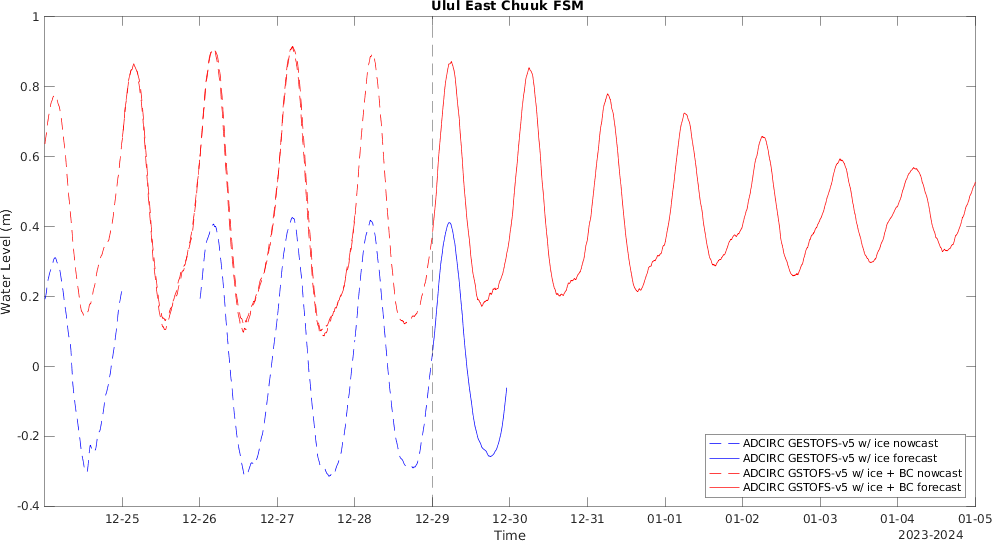 Ulul East Chuuk FSM
1
0.8
0.6
0.4
0.2
0
-0.2
-0.4
Water Level (m)
ADCIRC GESTOFS-v5 w/ ice nowcast
ADCIRC GESTOFS-v5 w/ ice forecast
ADCIRC GSTOFS-v5 w/ ice + BC nowcast
ADCIRC GSTOFS-v5 w/ ice + BC forecast
12-25 12-26 12-27 12-28 12-29 12-30 12-31 01-01 01-02 01-03 01-04 01-05
Time
2023-2024